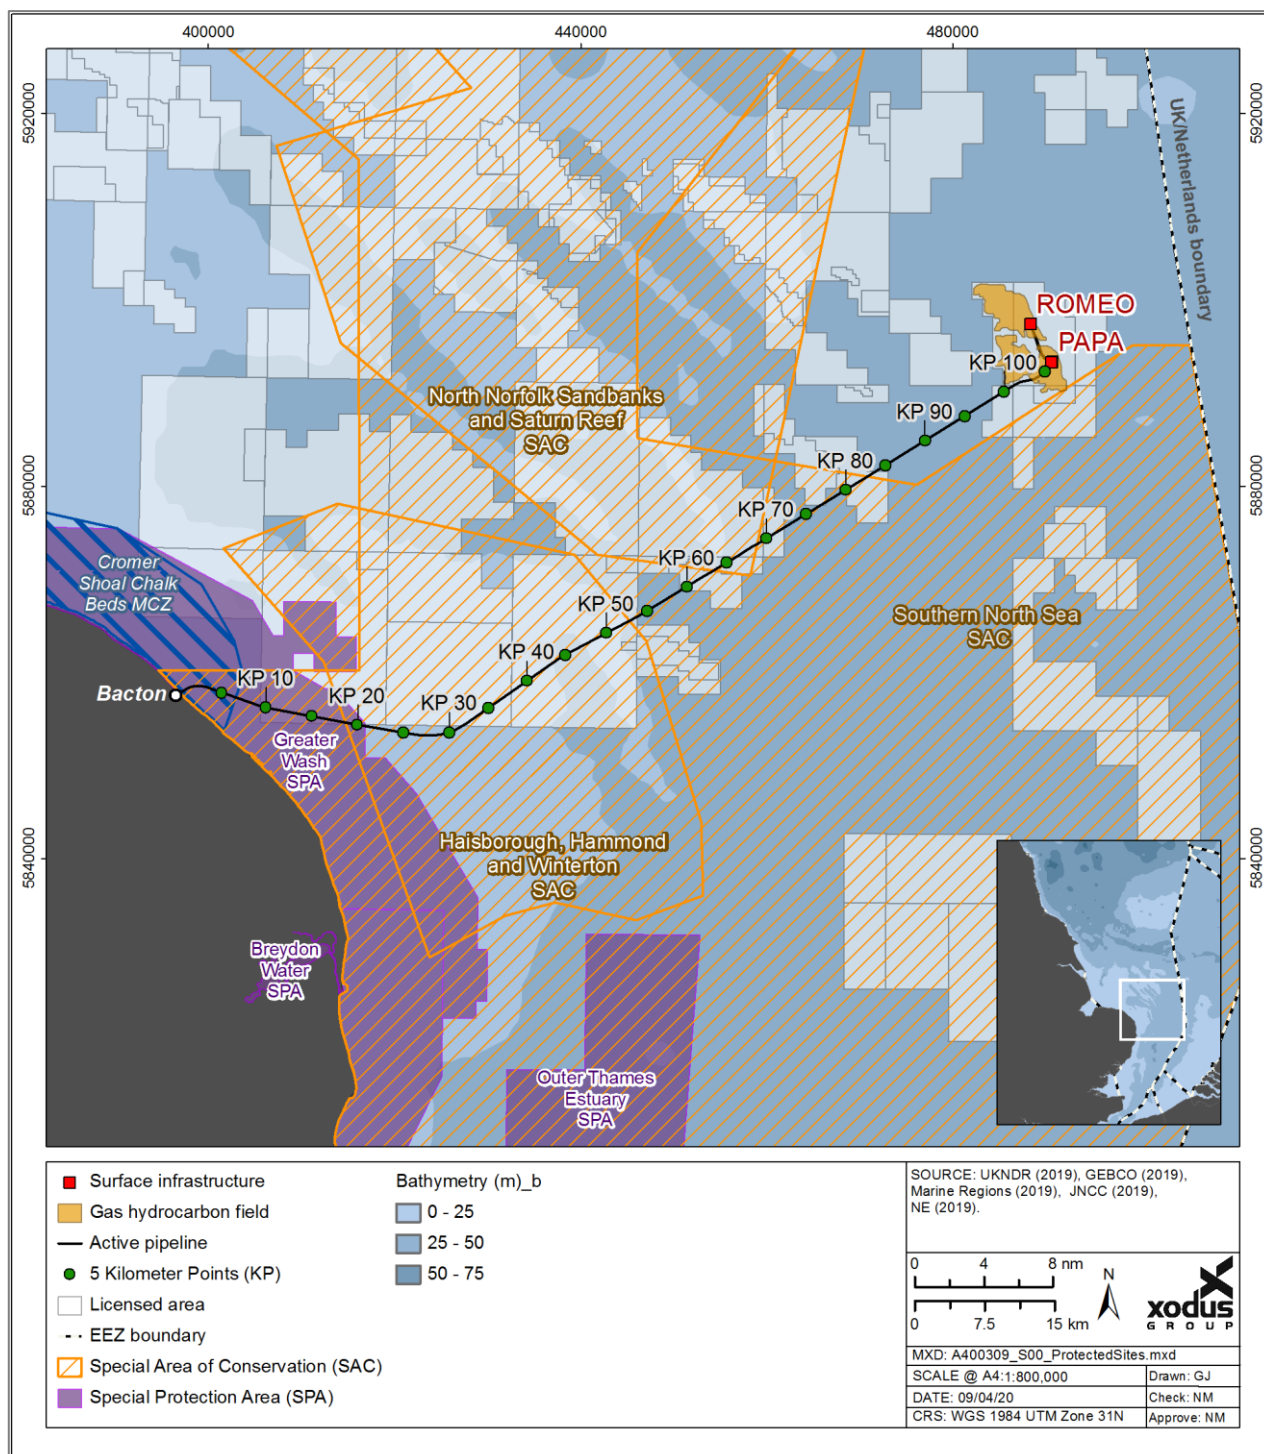 400000
440000
480000
5920000
5920000
UK/Netherlands boundary
ROMEO
PAPA
KP 100
North Norfolk Sandbanks
and Saturn Reef
SAC
KP 90
KP 80
5880000
5880000
KP 70
KP 60
Cromer
Shoal Chalk
Beds MCZ
KP 50
Southern North Sea
SAC
KP 40
Bacton
KP 10
KP 20
KP 30
Greater
Wash
SPA
Haisborough, Hammond
and Winterton
SAC
5840000
5840000
Breydon
Water
SPA
Outer Thames
Estuary
SPA
Surface infrastructure
Gas hydrocarbon field
Active pipeline
5 Kilometer Points (KP)
Licensed area
EEZ boundary
Special Area of Conservation (SAC)
Special Protection Area (SPA)
Bathymetry (m)_b
0 - 25
25 - 50
50 - 75
SOURCE: UKNDR (2019), GEBCO (2019),
Marine Regions (2019), JNCC (2019),
NE (2019).
0 4 8 nm
N
0 7.5 15 km
xodus
GROUP
MXD: A400309_S00_ProtectedSites.mxd
SCALE @ A4:1:800,000
Drawn: GJ
DATE: 09/04/20
Check: NM
CRS: WGS 1984 UTM Zone 31N
Approve: NM